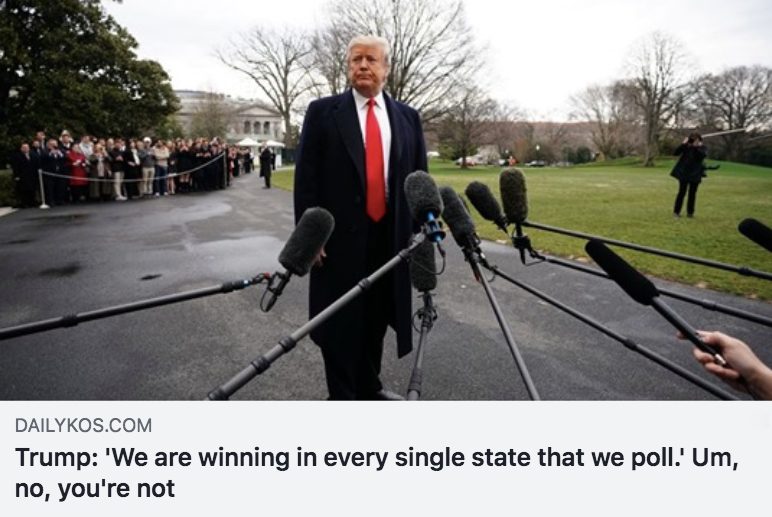 DAILYKOS.COM
Trump: 'We are winning in every single state that we poll.' Um,
no, you're not